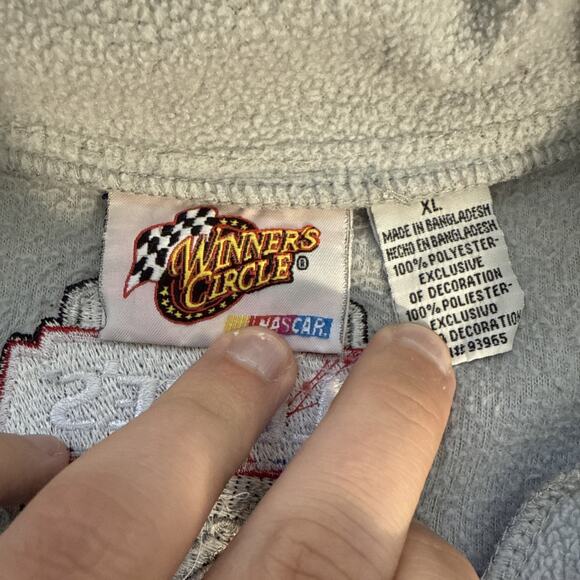 WINNER'S
CIRCLE ®
NASCAR.
XL
MADE IN BANGLADESH
HECHO EN BANGLADESH
100% POLYESTER-
EXCLUSIVE
OF DECORATION
100% POLIESTER-
EXCLUSIVO
DECORATION
# 93965